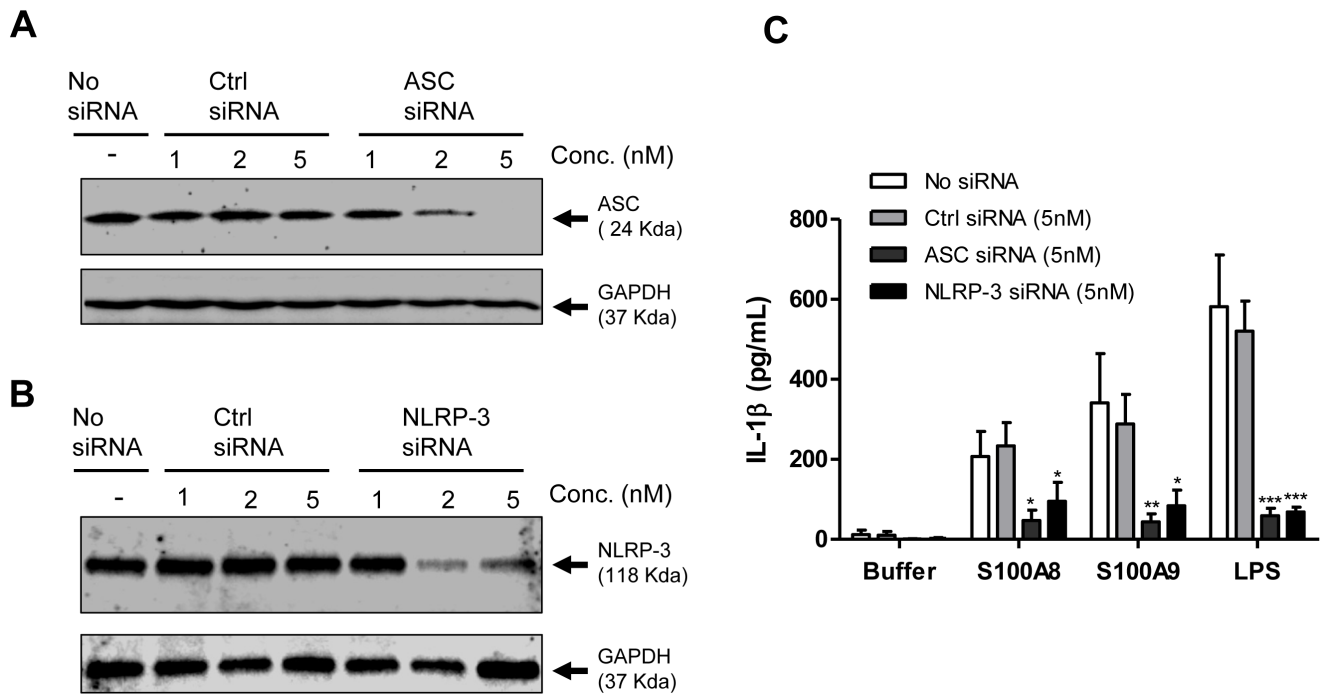 A
No siRNA
Ctrl siRNA
ASC siRNA
- 1 2 5 1 2 5 Conc. (nM)
ASC
( 24 Kda)
GAPDH
(37 Kda)
B
No siRNA
Ctrl siRNA
NLRP-3 siRNA
- 1 2 5 1 2 5 Conc. (nM)
NLRP-3
(118 Kda)
GAPDH
(37 Kda)
C
No siRNA
Ctrl siRNA (5nM)
ASC siRNA (5nM)
NLRP-3 siRNA (5nM)
IL-1β (pg/mL)
800
600
400
200
0
* * ** * *** ***
Buffer S100A8 S100A9 LPS